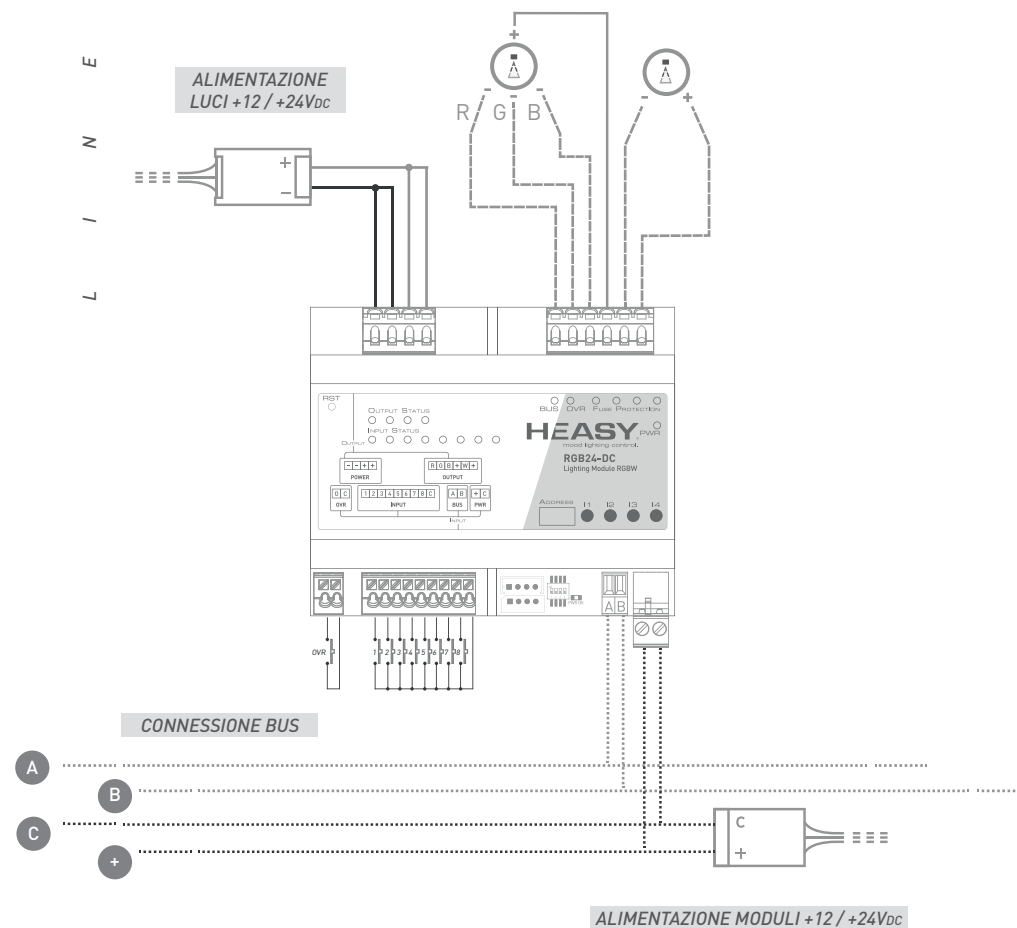 LINE
ALIMENTAZIONE
LUCI +12 / +24VDC
+
-
+
R G B
- - -
- +
RST
OUTPUT STATUS
INPUT STATUS
OUTPUT
- - + +
POWER
R G B + W +
OUTPUT
O C
OVR
1 2 3 4 5 6 7 8 C
INPUT
A B
BUS
+ C
PWR
INPUT
BUS OVR FUSE PROTECTION
HEASY
PWR
mood lighting control.
RGB24-DC
Lighting Module RGBW
ADDRESS I1 I2 I3 I4
A B
OVR
1 2 3 4 5 6 7 8
CONNESSIONE BUS
A
B
C
+
C
+
ALIMENTAZIONE MODULI +12 / +24VDC